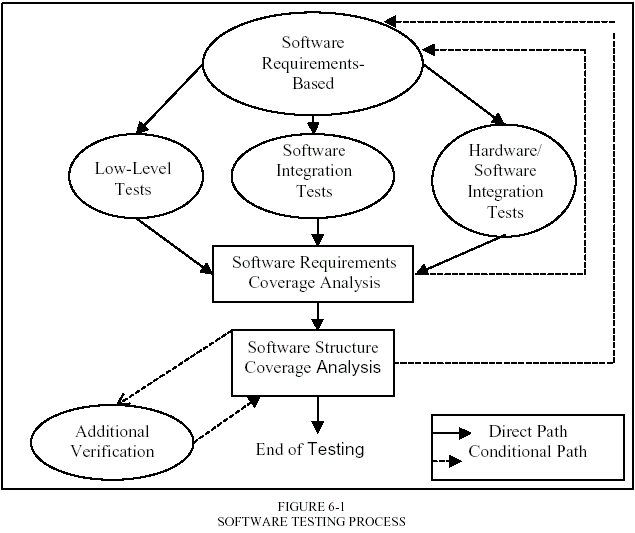 Software
Requirements-
Based
Low-Level
Tests
Software
Integration
Tests
Hardware/
Software
Integration
Tests
Software Requirements
Coverage Analysis
Software Structure
Coverage Analysis
Additional
Verification
End of Testing
Direct Path
Conditional Path
FIGURE 6-1
SOFTWARE TESTING PROCESS